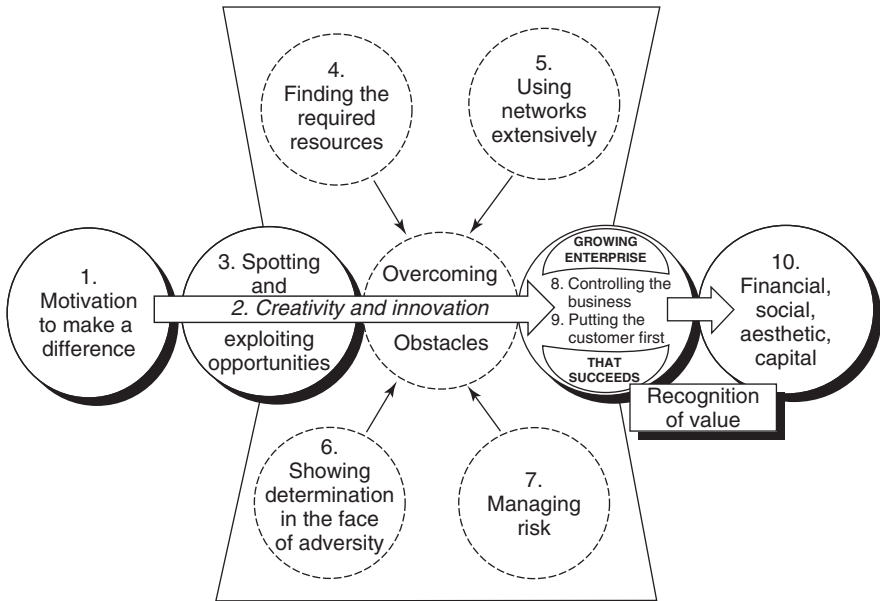 4.
Finding the
required
resources
5.
Using
networks
extensively
1.
Motivation
to make a
difference
3. Spotting
and
exploiting
opportunities
2. Creativity and innovation
Overcoming
Obstacles
GROWING
ENTERPRISE
8. Controlling the
business
9. Putting the
customer first
THAT
SUCCEEDS
10.
Financial,
social,
aesthetic,
capital
Recognition
of value
6.
Showing
determination
in the face
of adversity
7.
Managing
risk